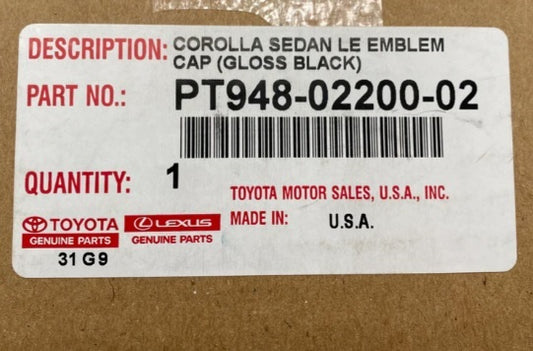 DESCRIPTION: COROLLA SEDAN LE EMBLEM
CAP (GLOSS BLACK)
PART NO.: PT948-02200-02
QUANTITY: 1
TOYOTA MOTOR SALES, U.S.A., INC.
MADE IN: U.S.A.
TOYOTA
GENUINE PARTS
LEXUS
GENUINE PARTS
31 G9